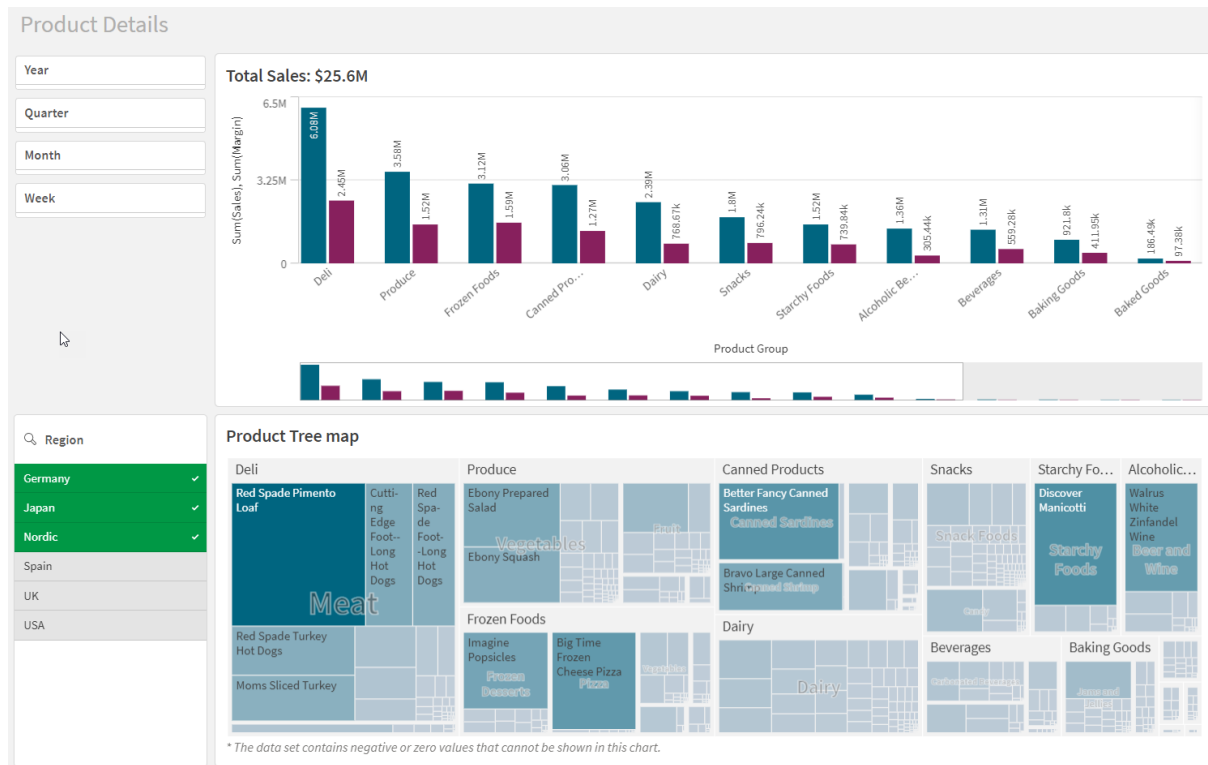 Product Details
Year
Quarter
Month
Week
Total Sales: $25.6M
Sum(Sales), Sum(Margin)
6.5M
3.25M
0
6.08M
2.45M
3.58M
1.52M
3.12M
1.59M
3.06M
1.27M
2.39M
768.67k
1.8M
796.24k
1.52M
739.84k
1.36M
305.44k
1.31M
559.28k
921.8k
411.95k
186.49k
97.38k
Deli
Produce
Frozen Foods
Canned Pro...
Dairy
Snacks
Starchy Foods
Alcoholic Be...
Beverages
Baking Goods
Baked Goods
Product Group
Region
Germany
Japan
Nordic
Spain
UK
USA
Product Tree map
Deli
Red Spade Pimento
Loaf
Cutti-
ng
Edge
Foot--
Long
Hot
Dogs
Red
Spa-
de
Foot-
-Long
Hot
Dogs
Meat
Red Spade Turkey
Hot Dogs
Moms Sliced Turkey
Produce
Ebony Prepared
Salad
Vegetables
Ebony Squash
Fruit
Frozen Foods
Imagine
Popsicles
Frozen
Desserts
Big Time
Frozen
Cheese Pizza
Pizza
Vegetables
Canned Products
Better Fancy Canned
Sardines
Canned Sardines
Bravo Large Canned
Shrimp
Canned Shrimp
Dairy
Dairy
Snacks
Snack Foods
Candy
Starchy Fo...
Discover
Manicotti
Starchy
Foods
Alcoholic...
Walrus
White
Zinfandel
Wine
Beer and
Wine
Beverages
Carbonated Beverages
Baking Goods
Jams and
* The data set contains negative or zero values that cannot be shown in this chart.